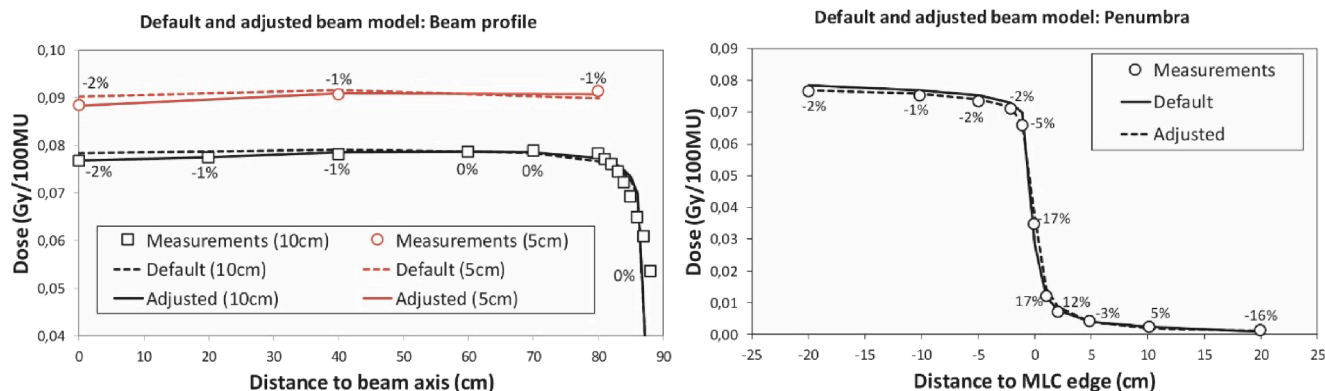 Default and adjusted beam model: Beam profile
Dose (Gy/100MU)
0,10
0,09
0,08
0,07
0,06
0,05
0,04
-2%
-1%
-1%
-2%
-1%
-1%
0%
0%
0%
Measurements (10cm)
Measurements (5cm)
Default (10cm)
Default (5cm)
Adjusted (10cm)
Adjusted (5cm)
0 10 20 30 40 50 60 70 80 90
Distance to beam axis (cm)
Default and adjusted beam model: Penumbra
Dose (Gy/100MU)
0,09
0,08
0,07
0,06
0,05
0,04
0,03
0,02
0,01
0,00
-2%
-1%
-2%
-2%
-5%
-17%
17%
12%
-3%
5%
-16%
Measurements
Default
Adjusted
-25 -20 -15 -10 -5 0 5 10 15 20 25
Distance to MLC edge (cm)